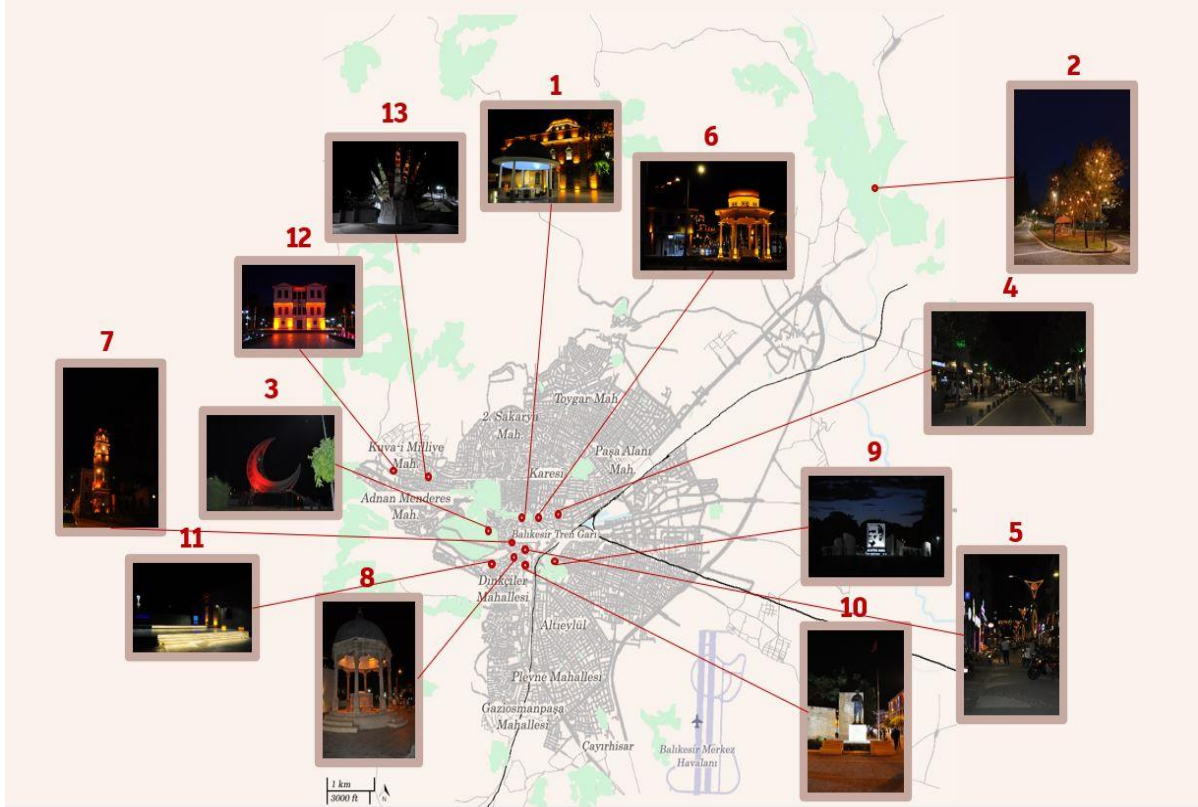 2
1
13
6
12
4
7
3
Toygar Mah.
2. Sakarya
Mah.
Paşa Alanı
Mah.
Kuva-i Milliye
Mah.
Karesi
9
Adnan Menderes
Mah.
Balıkesir Tren Garı
11
5
8
Dinkçiler
Mahallesi
10
Altıeylül
Plevne Mahallesi
Gaziosmanpaşa
Mahallesi
Çayırhisar
Balıkesir Merkez
Havalanı
1 km
3000 ft
N